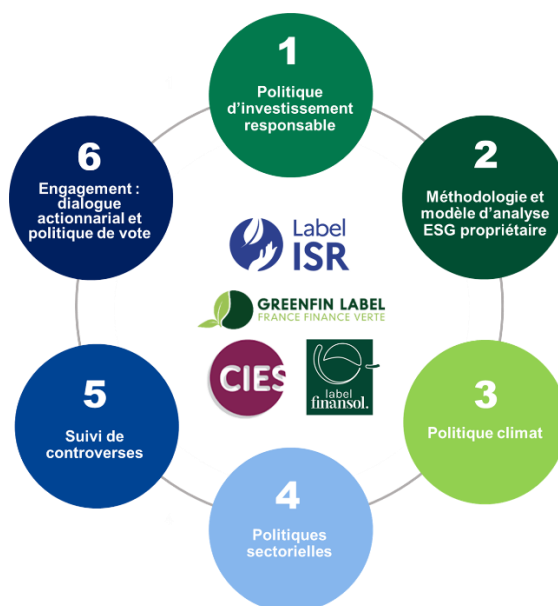 1
Politique
d’investissement
responsable
2
Méthodologie et
modèle d’analyse
ESG propriétaire
3
Politique climat
4
Politiques
sectorielles
5
Suivi de
controverses
6
Engagement :
dialogue
actionnarial et
politique de vote
Label
ISR
GREENFIN LABEL
FRANCE FINANCE VERTE
CIES
label
finansol.